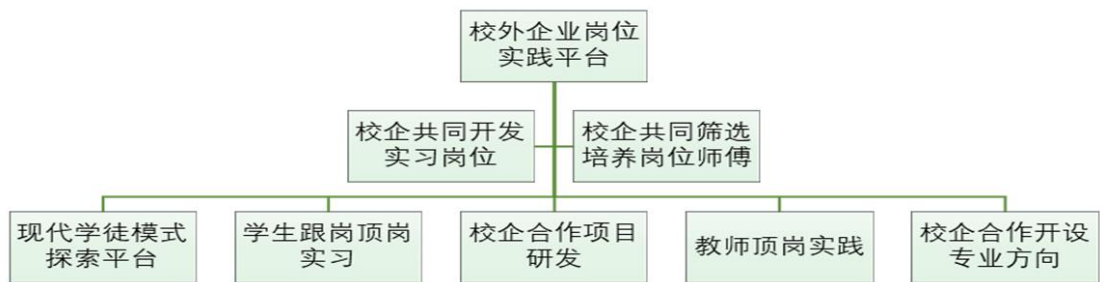 校外企业岗位
实践平台
校企共同开发
实习岗位
校企共同筛选
培养岗位师傅
现代学徒模式
探索平台
学生跟岗顶岗
实习
校企合作项目
研发
教师顶岗实践
校企合作开设
专业方向